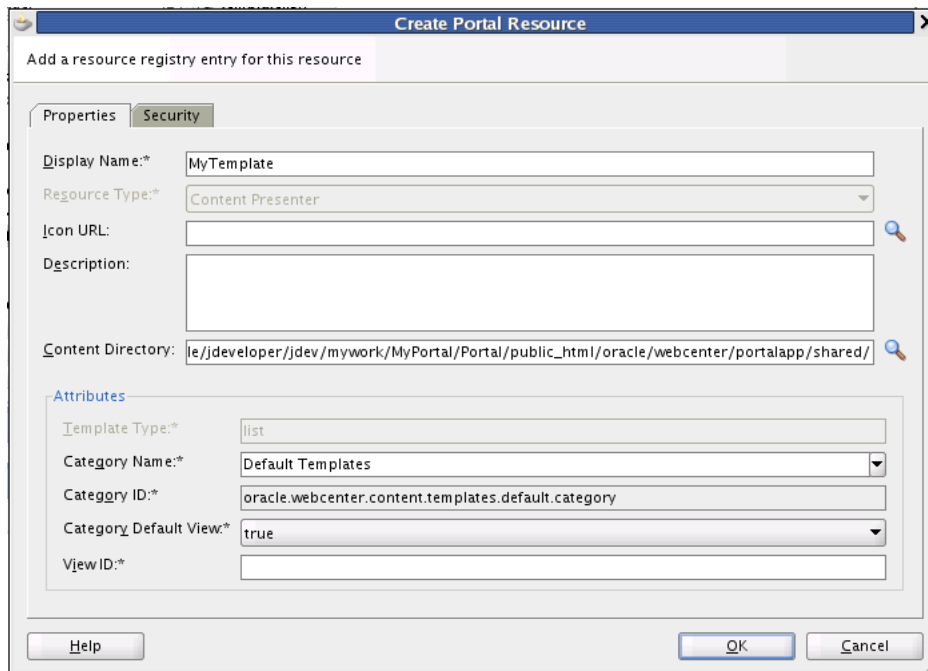 Create Portal Resource
Add a resource registry entry for this resource
Properties Security
Display Name:* MyTemplate
Resource Type:* Content Presenter
Icon URL:
Description:
Content Directory: le/jdeveloper/jdev/mywork/MyPortal/Portal/public_html/oracle/webcenter/portalapp/shared/
Attributes
Template Type:* list
Category Name:* Default Templates
Category ID:* oracle.webcenter.content.templates.default.category
Category Default View:* true
View ID:*
Help OK Cancel